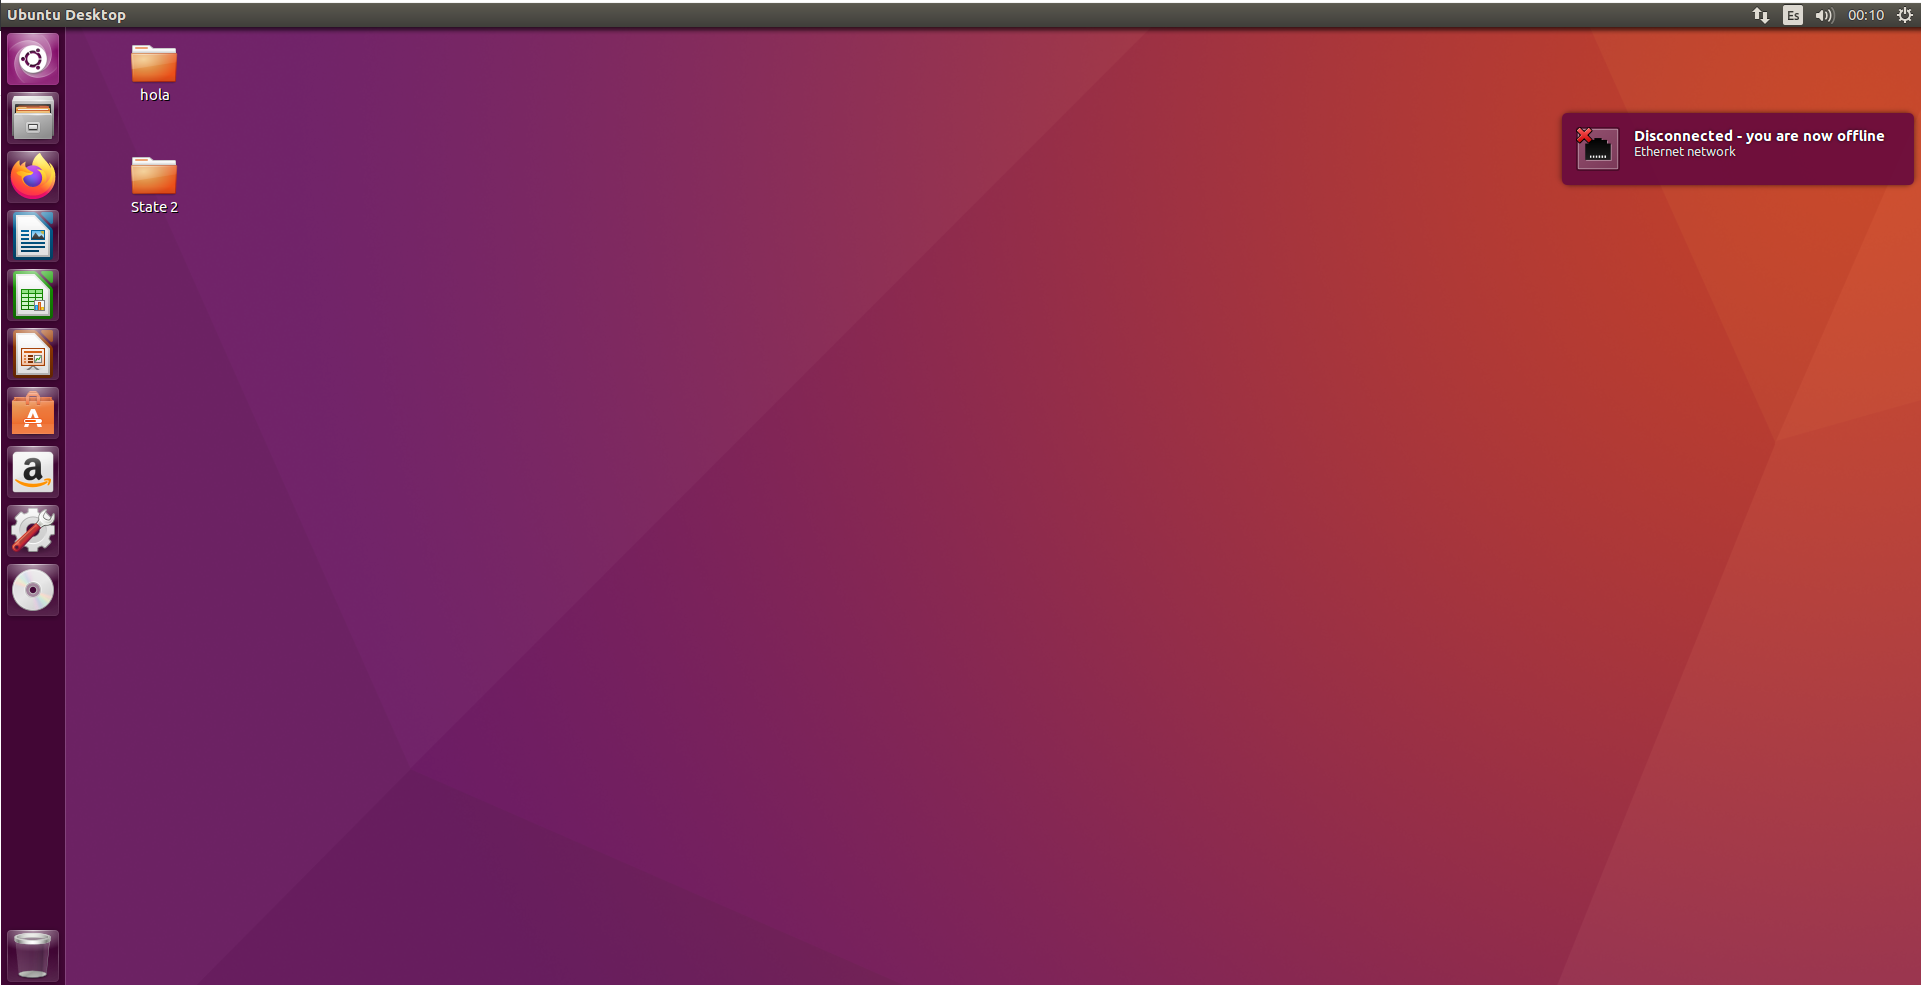 Ubuntu Desktop
Es
00:10
hola
State 2
Disconnected - you are now offline
Ethernet network